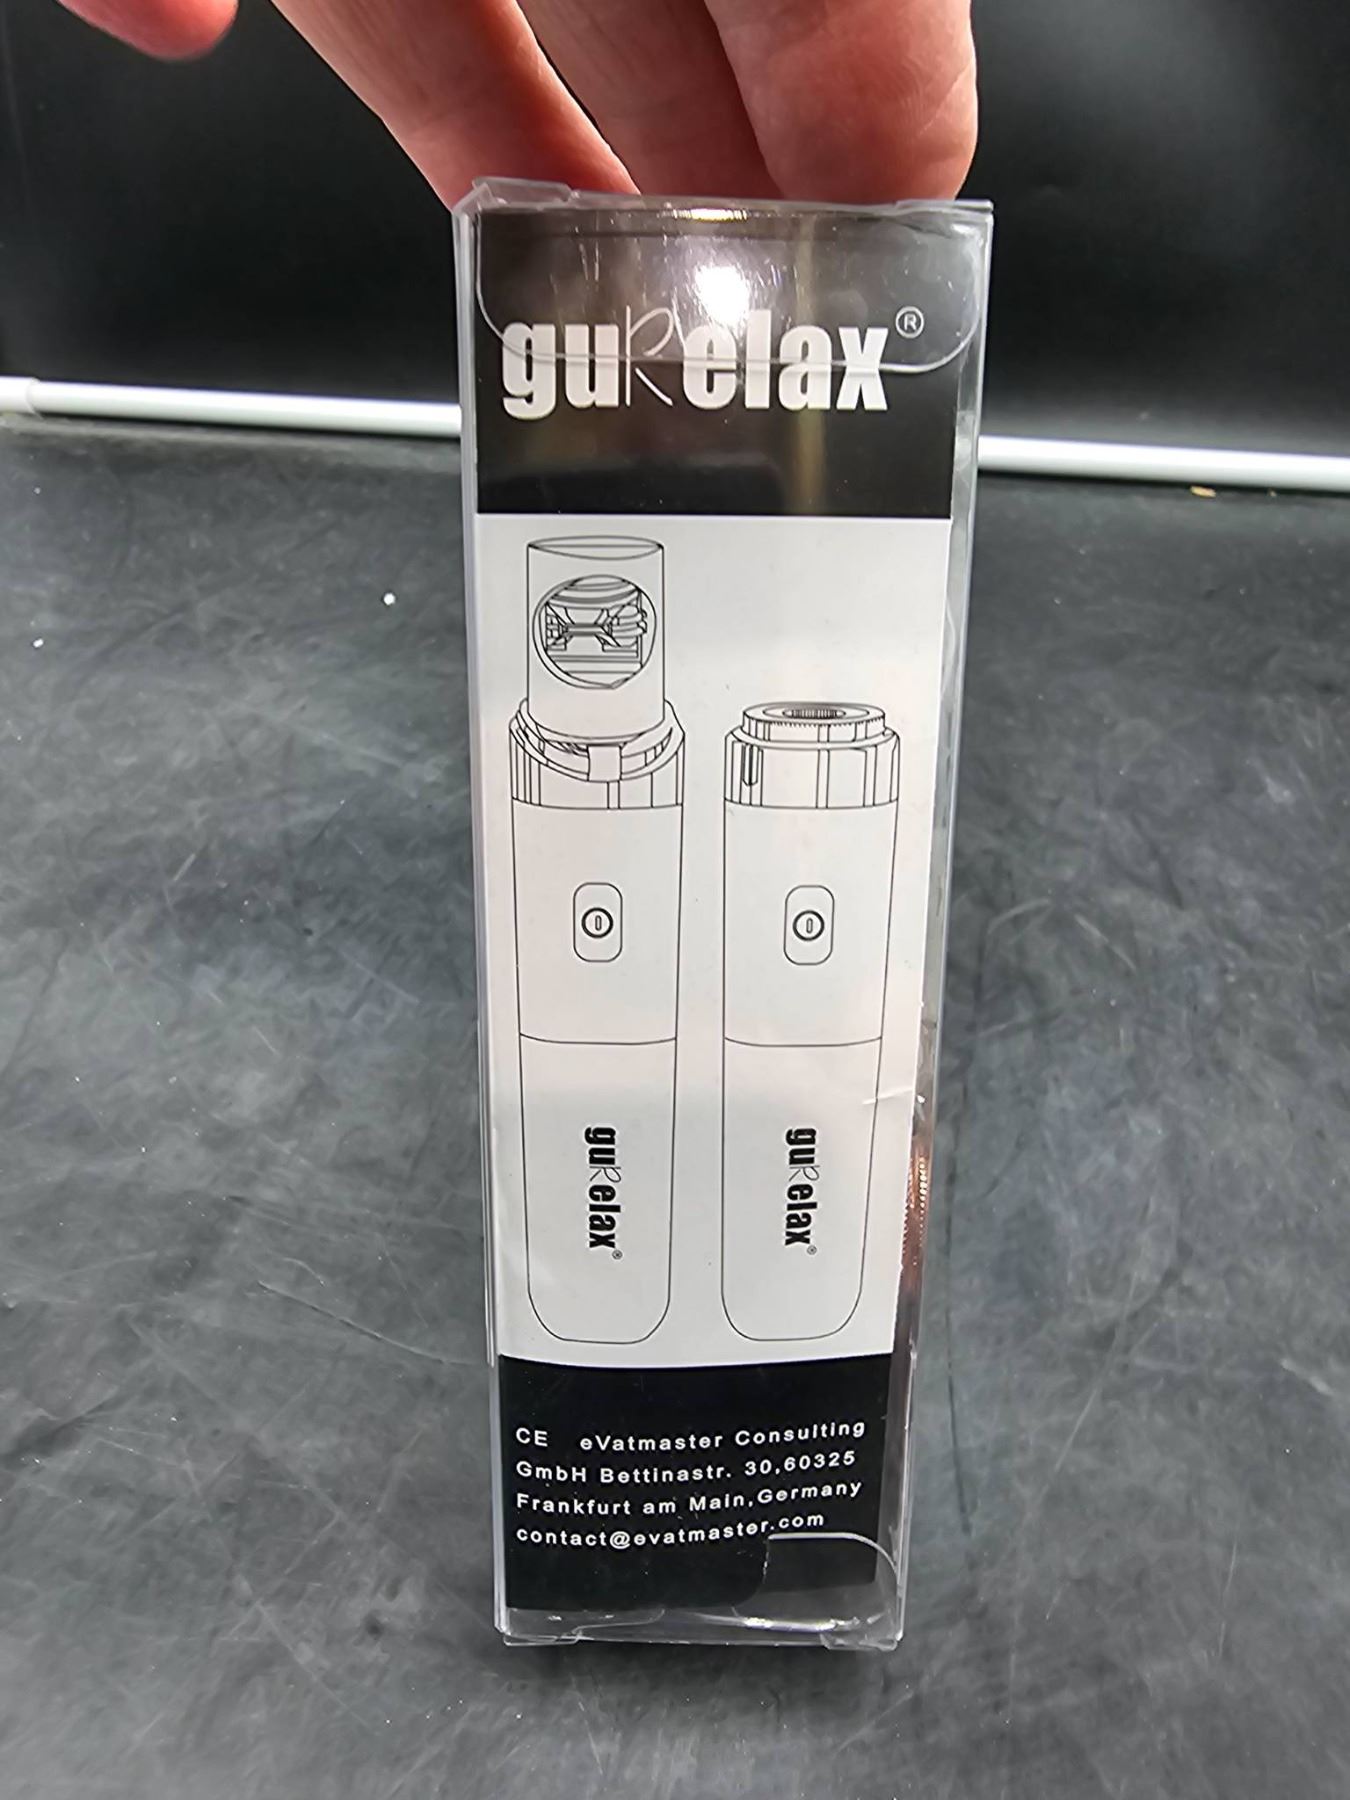 guRelax®
guRelax®
guRelax®
CE eVatmaster Consulting
GmbH Bettinastr. 30,60325
Frankfurt am Main,Germany
contact@evatmaster.com